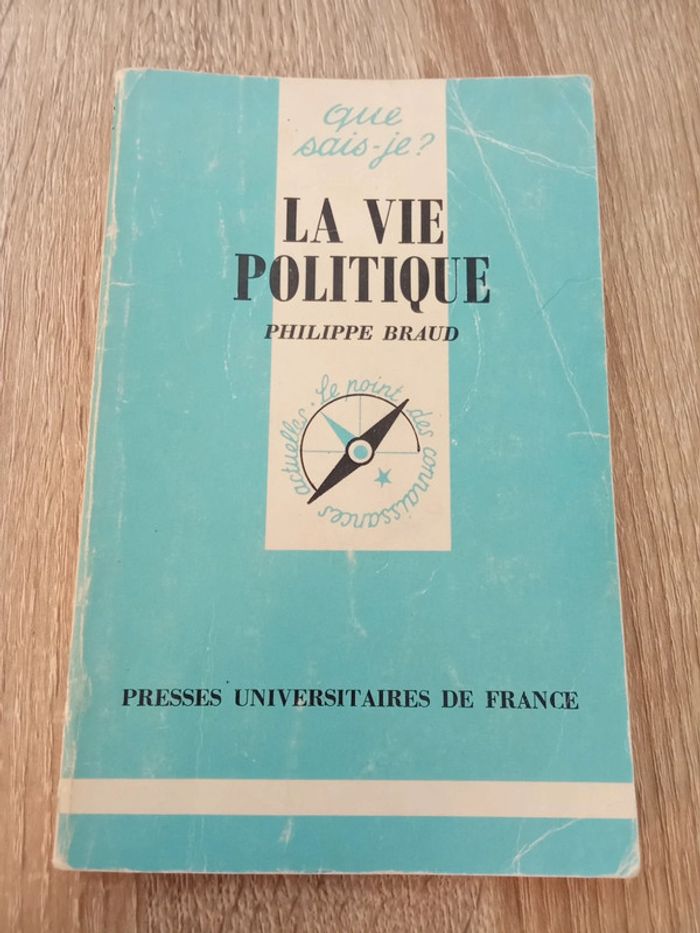 que
sais-je?
LA VIE
POLITIQUE
PHILIPPE BRAUD
le point des connaissances actuelles.
PRESSES UNIVERSITAIRES DE FRANCE